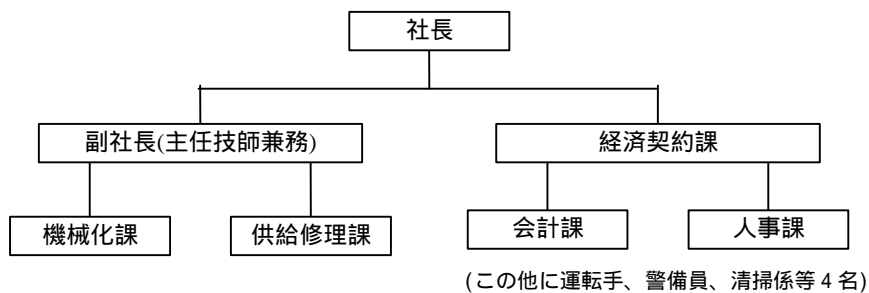 社長
副社長(主任技師兼務)
経済契約課
機械化課
供給修理課
会計課
人事課
(この他に運転手、警備員、清掃係等 4 名)